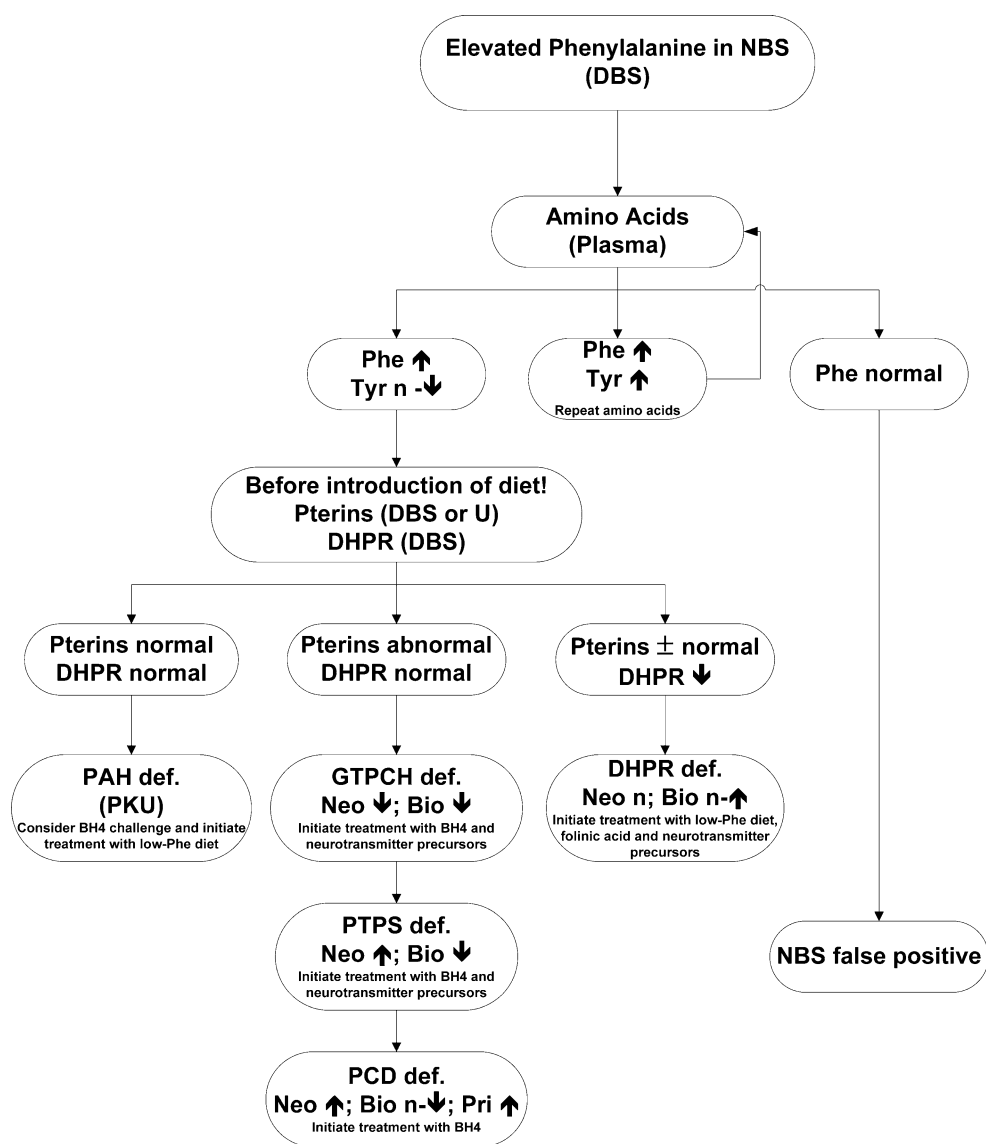 Elevated Phenylalanine in NBS
(DBS)
Amino Acids
(Plasma)
Phe ↑
Tyr n -↓
Phe ↑
Tyr ↑
Repeat amino acids
Phe normal
Before introduction of diet!
Pterins (DBS or U)
DHPR (DBS)
Pterins normal
DHPR normal
Pterins abnormal
DHPR normal
Pterins ± normal
DHPR ↓
PAH def.
(PKU)
Consider BH4 challenge and initiate
treatment with low-Phe diet
GTPCH def.
Neo ↓; Bio ↓
Initiate treatment with BH4 and
neurotransmitter precursors
DHPR def.
Neo n; Bio n-↑
Initiate treatment with low-Phe diet,
folinic acid and neurotransmitter
precursors
PTPS def.
Neo ↑; Bio ↓
Initiate treatment with BH4 and
neurotransmitter precursors
NBS false positive
PCD def.
Neo ↑; Bio n-↓; Pri ↑
Initiate treatment with BH4